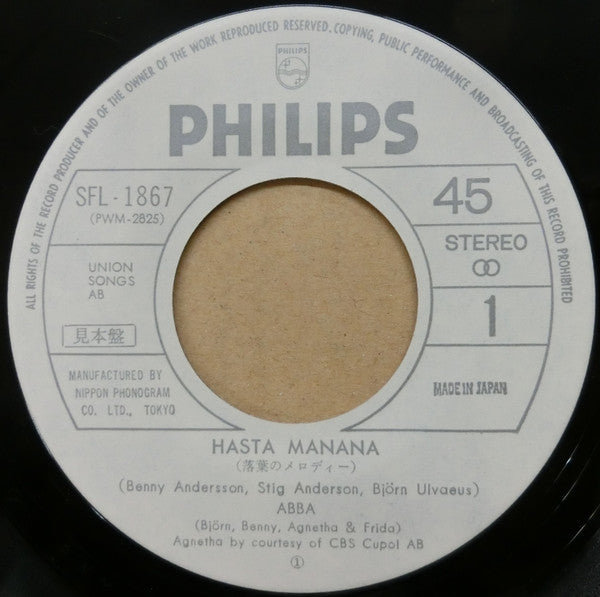 ALL RIGHTS OF THE RECORD PRODUCER AND OF THE OWNER OF THE WORK REPRODUCED RESERVED. COPYING, PUBLIC PERFORMANCE AND BROADCASTING OF THIS RECORD PROHIBITED
PHILIPS
PHILIPS
SFL-1867
(PWM-2825)
45
STEREO
UNION
SONGS
AB
1
見本盤
MANUFACTURED BY
NIPPON PHONOGRAM
CO. LTD., TOKYO
MADE IN JAPAN
HASTA MANANA
(落葉のメロディー)
(Benny Andersson, Stig Anderson, Björn Ulvaeus)
ABBA
(Björn, Benny, Agnetha & Frida)
Agnetha by courtesy of CBS Cupol AB
①